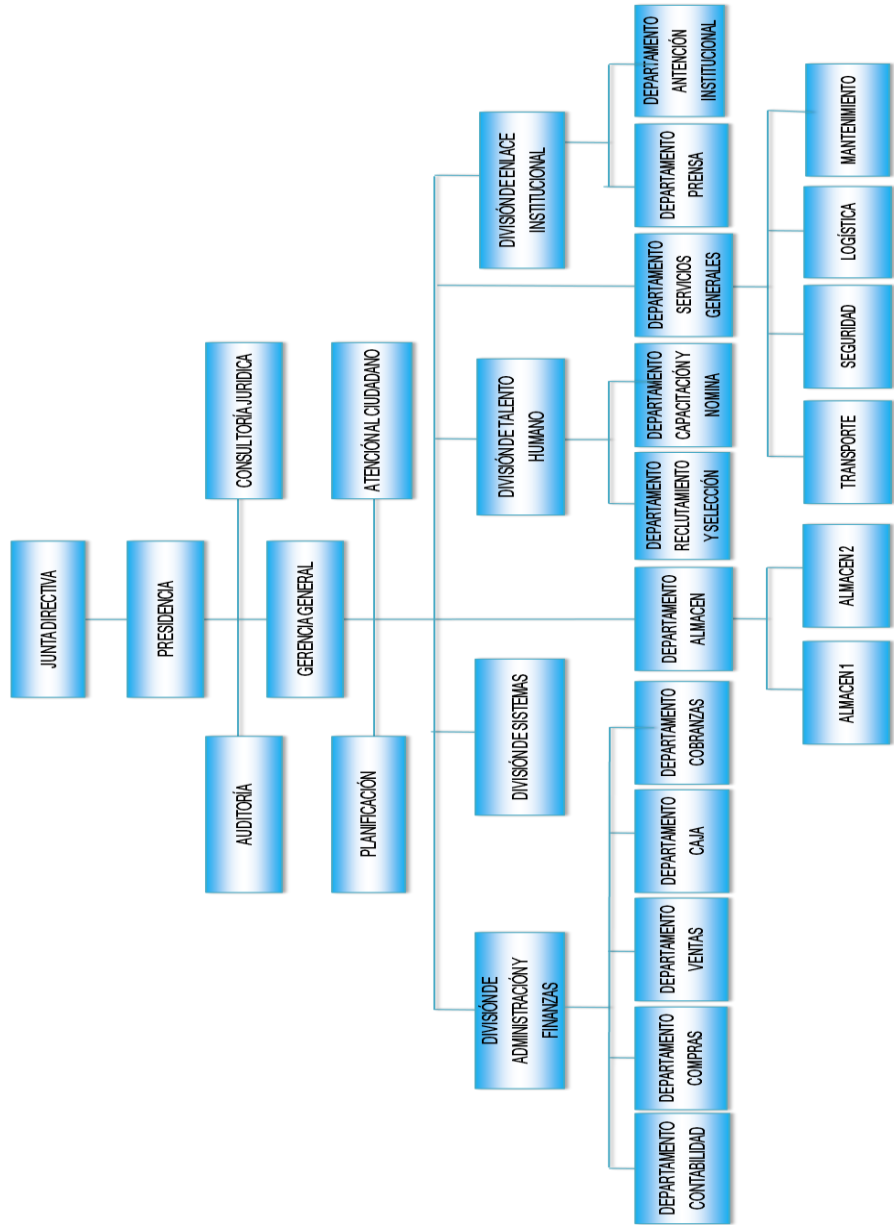 JUNTA DIRECTIVA
PRESIDENCIA
AUDITORÍA
CONSULTORÍA JURIDICA
GERENCIA GENERAL
PLANIFICACIÓN
ATENCIÓN AL CIUDADANO
DIVISIÓN DE
ADMINISTRACIÓN Y
FINANZAS
DIVISIÓN DE SISTEMAS
DIVISIÓN DE TALENTO
HUMANO
DIVISIÓN DE ENLACE
INSTITUCIONAL
DEPARTAMENTO
CONTABILIDAD
DEPARTAMENTO
COMPRAS
DEPARTAMENTO
VENTAS
DEPARTAMENTO
CAJA
DEPARTAMENTO
COBRANZAS
DEPARTAMENTO
ALMACEN
DEPARTAMENTO
RECLUTAMIENTO
Y SELECCIÓN
DEPARTAMENTO
CAPACITACIÓN Y
NOMINA
DEPARTAMENTO
SERVICIOS
GENERALES
DEPARTAMENTO
PRENSA
DEPARTAMENTO
ANTENCIÓN
INSTITUCIONAL
ALMACEN 1
ALMACEN 2
TRANSPORTE
SEGURIDAD
LOGÍSTICA
MANTENIMIENTO